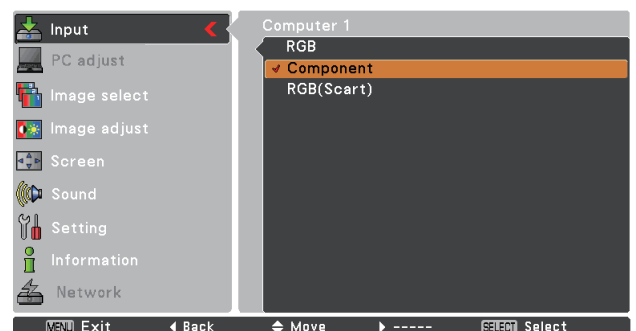 Input
PC adjust
Image select
Image adjust
Screen
Sound
Setting
Information
Network
Computer 1
RGB
Component
RGB(Scart)
MENU Exit Back Move ----- SELECT Select